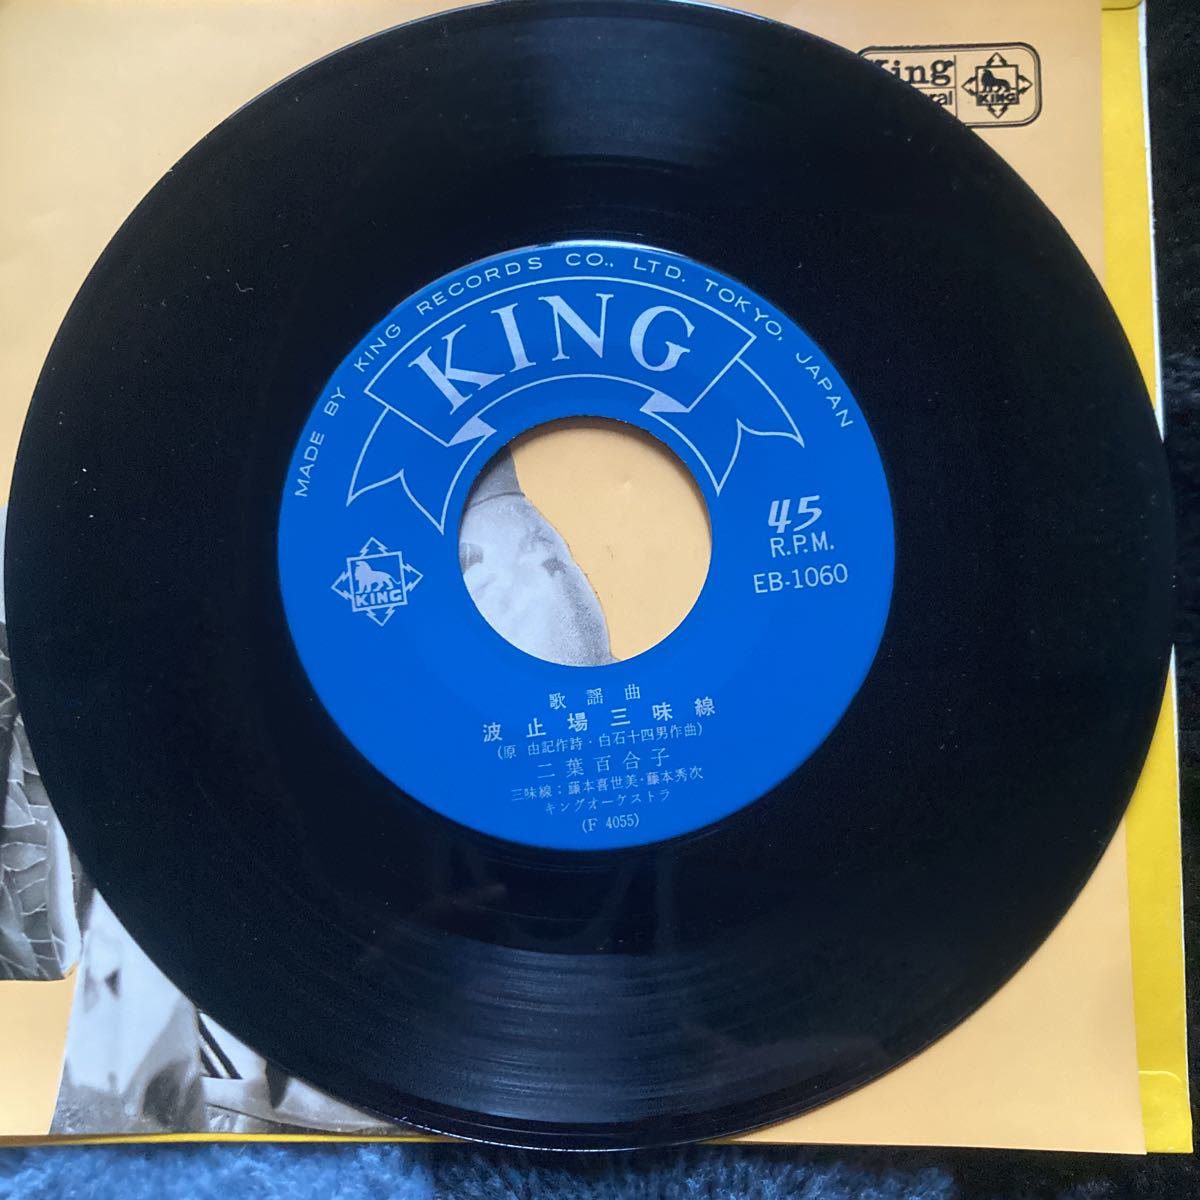 King
KING
MADE BY KING RECORDS CO., LTD. TOKYO, JAPAN
KING
45
R.P.M.
EB-1060
KING
歌謡曲
波止場三味線
(原 由記作詩・白石十四男作曲)
二葉百合子
三味線：藤本喜世美・藤本秀次
キングオーケストラ
(F 4055)